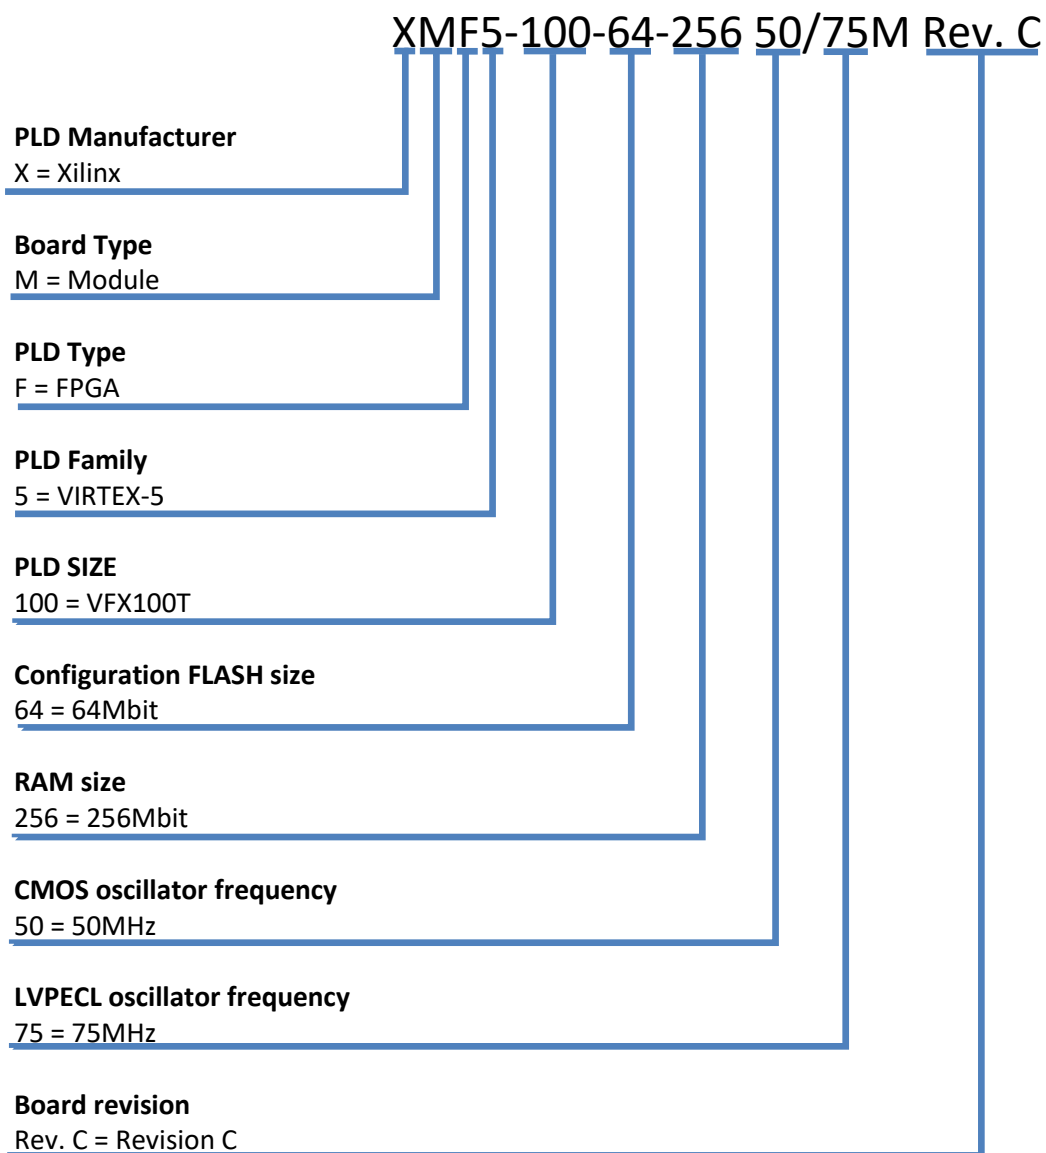 XMF5-100-64-256 50/75M Rev. C
PLD Manufacturer
X = Xilinx
Board Type
M = Module
PLD Type
F = FPGA
PLD Family
5 = VIRTEX-5
PLD SIZE
100 = VFX100T
Configuration FLASH size
64 = 64Mbit
RAM size
256 = 256Mbit
CMOS oscillator frequency
50 = 50MHz
LVPECL oscillator frequency
75 = 75MHz
Board revision
Rev. C = Revision C